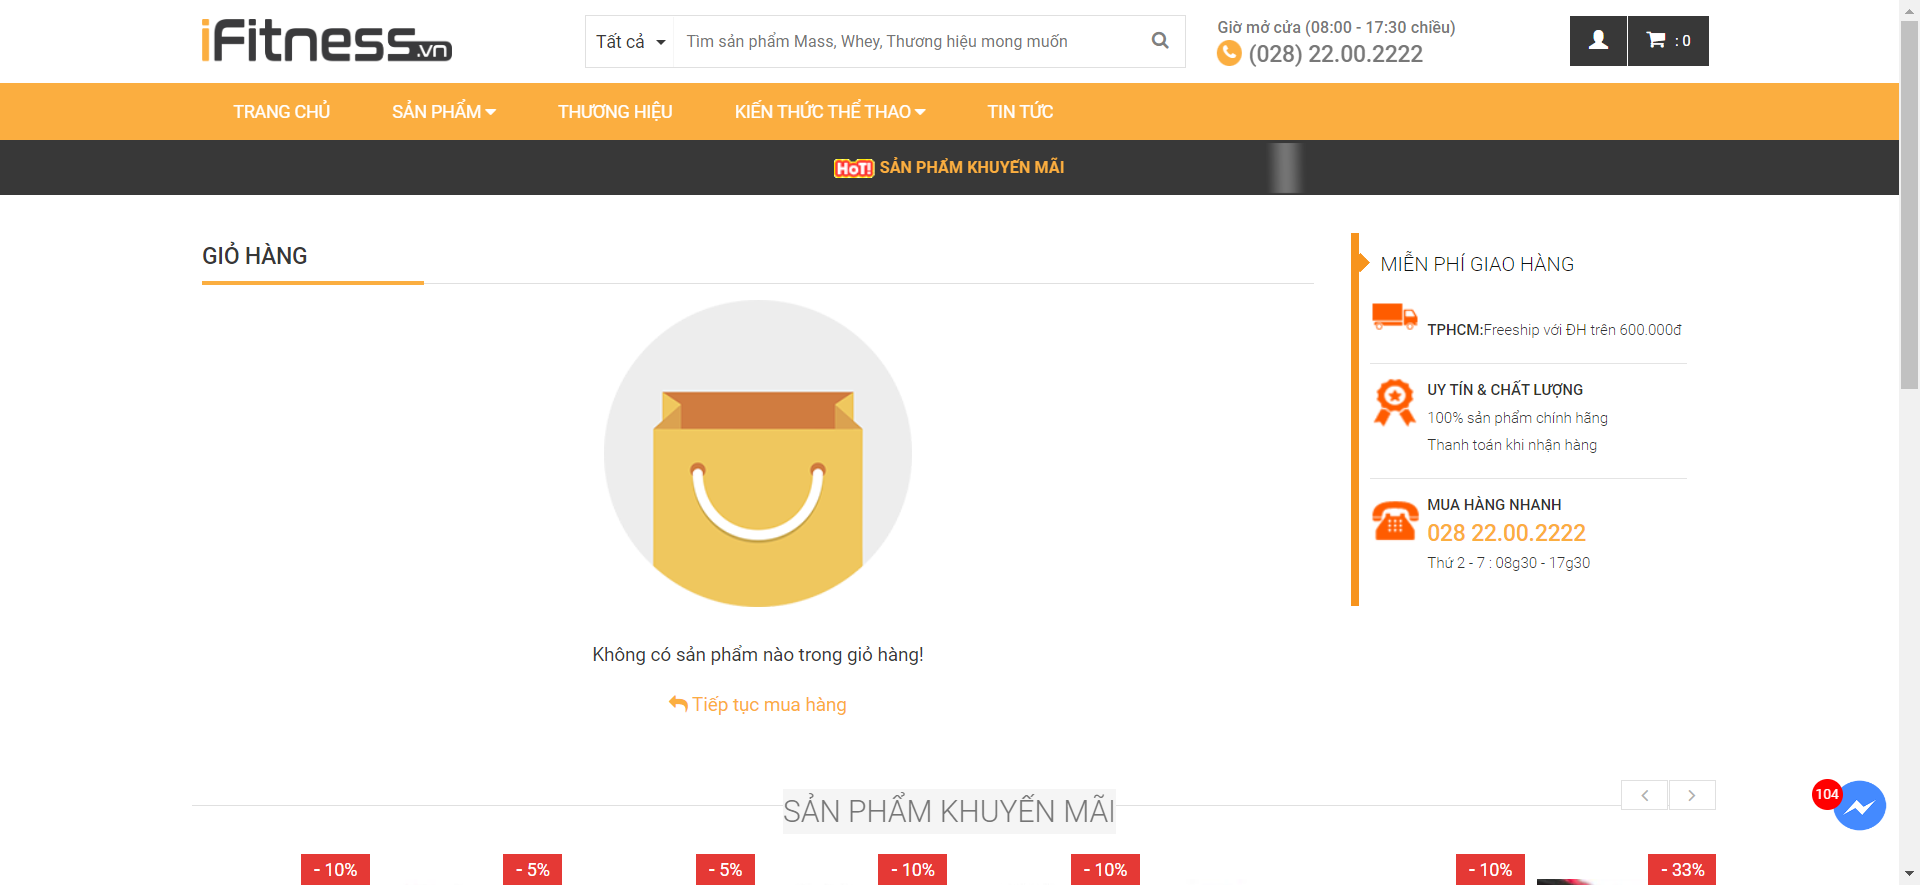 iFitness.vn
Tất cả
Tìm sản phẩm Mass, Whey, Thương hiệu mong muốn
Giờ mở cửa (08:00 - 17:30 chiều)
(028) 22.00.2222
: 0
TRANG CHỦ
SẢN PHẨM
THƯƠNG HIỆU
KIẾN THỨC THỂ THAO
TIN TỨC
HOT! SẢN PHẨM KHUYẾN MÃI
GIỎ HÀNG
Không có sản phẩm nào trong giỏ hàng!
Tiếp tục mua hàng
MIỄN PHÍ GIAO HÀNG
TPHCM:Freeship với ĐH trên 600.000đ
UY TÍN & CHẤT LƯỢNG
100% sản phẩm chính hãng
Thanh toán khi nhận hàng
MUA HÀNG NHANH
028 22.00.2222
Thứ 2 - 7 : 08g30 - 17g30
SẢN PHẨM KHUYẾN MÃI
104
- 10%
- 5%
- 5%
- 10%
- 10%
- 10%
- 33%